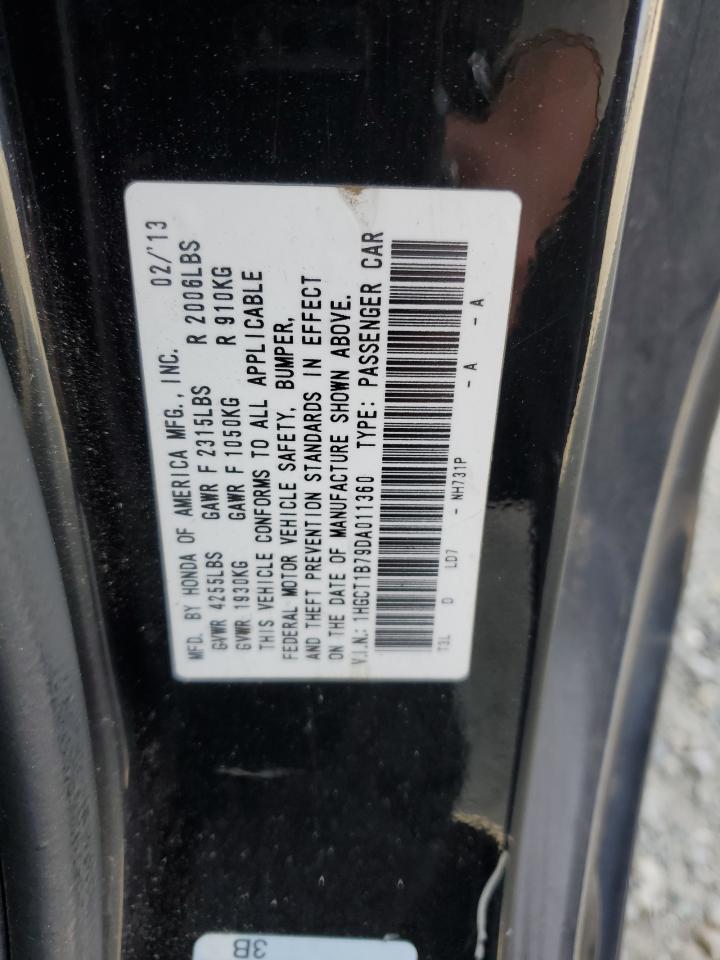 MFD. BY HONDA OF AMERICA MFG., INC. 02/'13
GVWR 4255LBS GAWR F 2315LBS R 2006LBS
GVWR 1930KG GAWR F 1050KG R 910KG
THIS VEHICLE CONFORMS TO ALL APPLICABLE
FEDERAL MOTOR VEHICLE SAFETY, BUMPER,
AND THEFT PREVENTION STANDARDS IN EFFECT
ON THE DATE OF MANUFACTURE SHOWN ABOVE.
V.I.N.: 1HGCT1B79DA011360 TYPE: PASSENGER CAR
T3L D LD7 - NH731P - A - A
3B